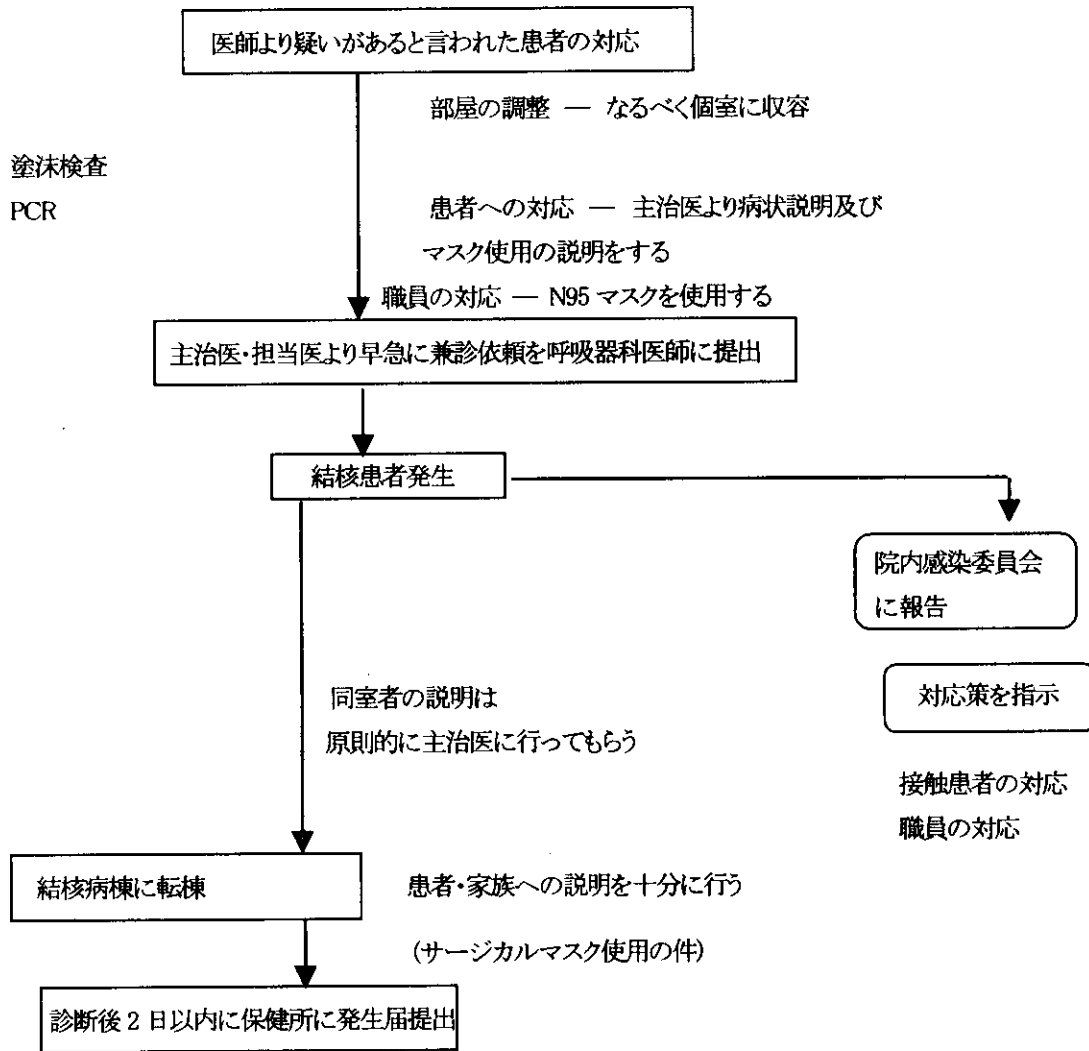 医師より疑いがあると言われた患者の対応
部屋の調整 ― なるべく個室に収容
塗沫検査
PCR
患者への対応 ― 主治医より病状説明及び
マスク使用の説明をする
職員の対応 ― N95マスクを使用する
主治医・担当医より早急に兼診依頼を呼吸器科医師に提出
結核患者発生
院内感染委員会
に報告
同室者の説明は
原則的に主治医に行ってもらう
対応策を指示
接触患者の対応
職員の対応
結核病棟に転棟
患者・家族への説明を十分に行う
(サージカルマスク使用の件)
診断後2日以内に保健所に発生届提出